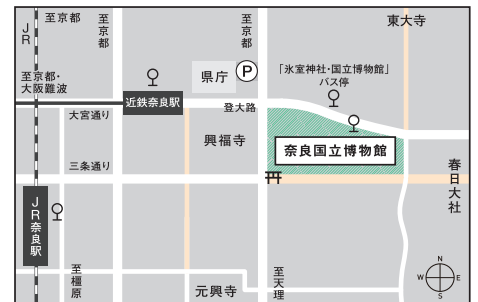 JR
至京都
至京都
至京都
東大寺
「氷室神社・国立博物館」
バス停
県庁
P
至京都・
大阪難波
近鉄奈良駅
登大路
大宮通り
興福寺
奈良国立博物館
三条通り
春日大社
JR奈良駅
至橿原
元興寺
至天理
N
W
E
S